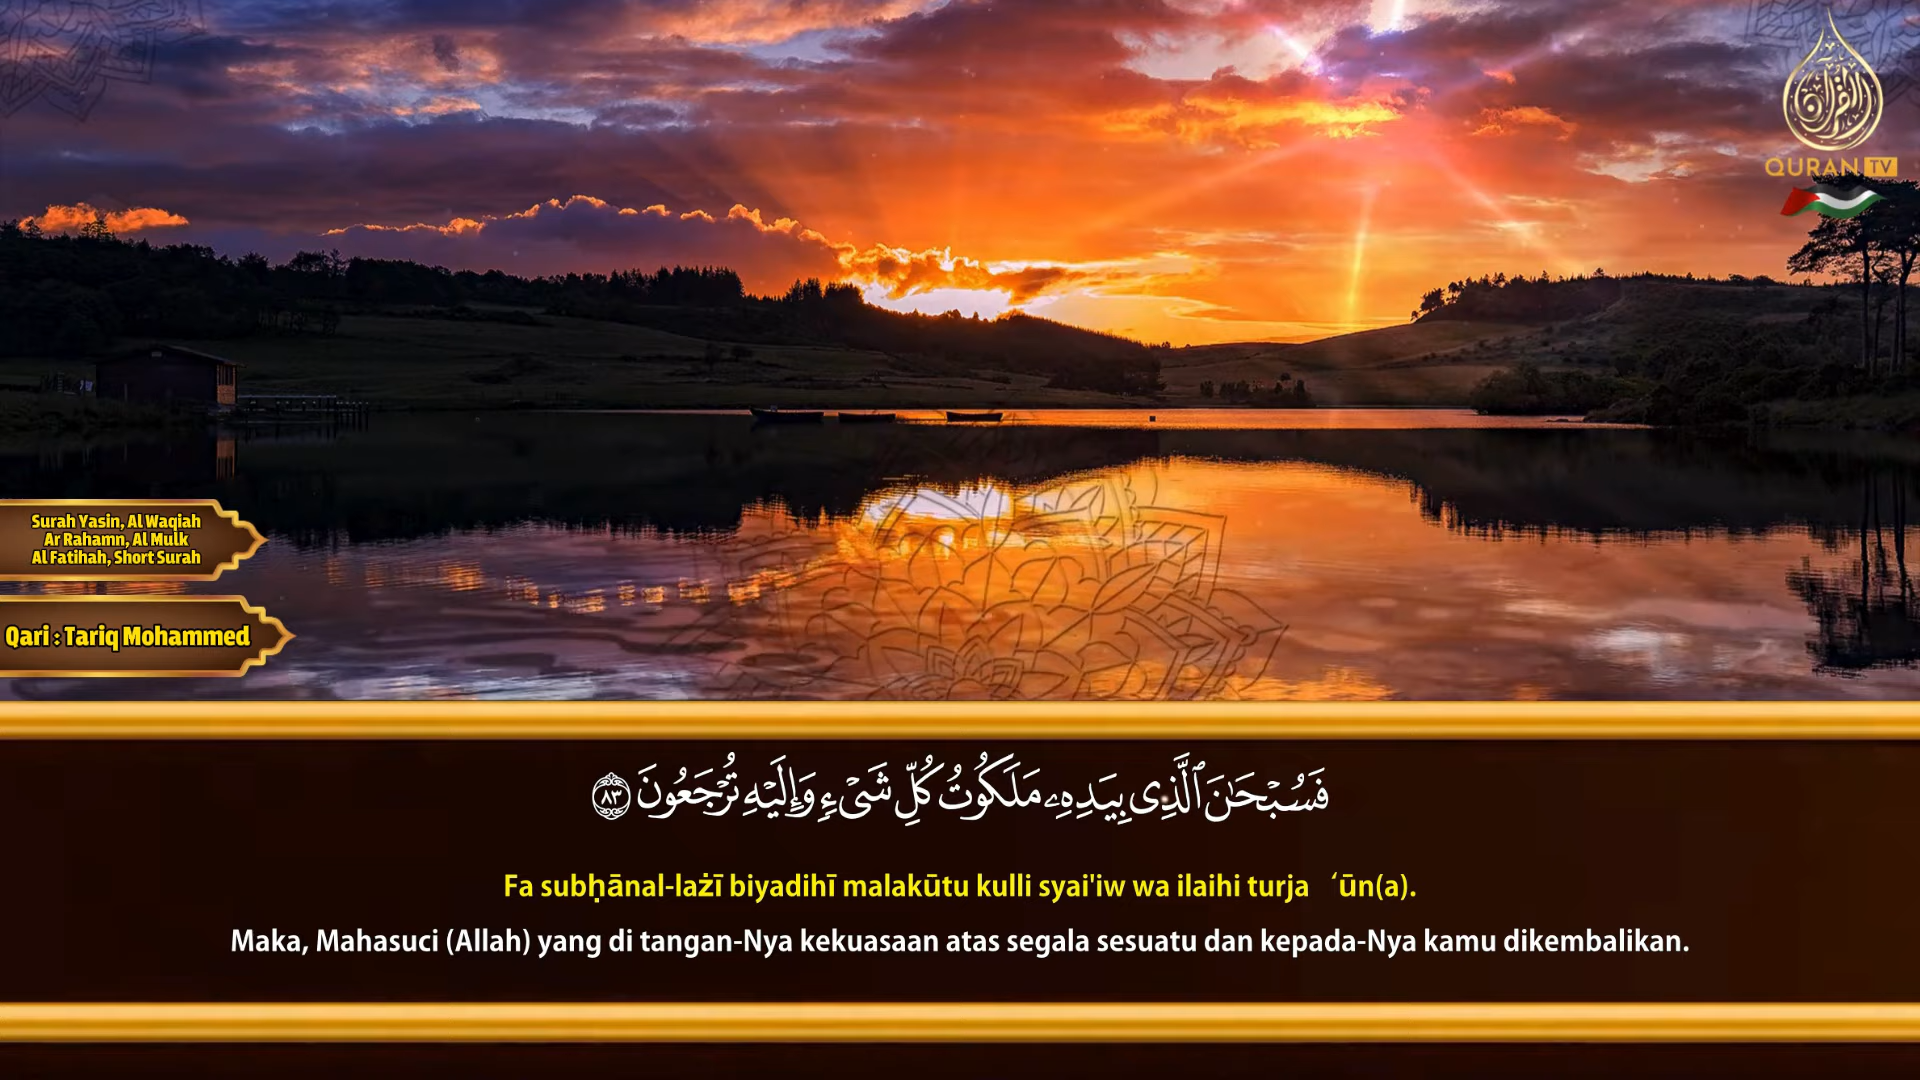 القرآن
QURAN TV
Surah Yasin, Al Waqiah
Ar Rahamn, Al Mulk
Al Fatihah, Short Surah
Qari : Tariq Mohammed
فَسُبْحَٰنَ ٱلَّذِى بِيَدِهِۦ مَلَكُوتُ كُلِّ شَىْءٍ وَإِلَيْهِ تُرْجَعُونَ ٨٣
Fa subḥānal-lażī biyadihī malakūtu kulli syai'iw wa ilaihi turja ‘ūn(a).
Maka, Mahasuci (Allah) yang di tangan-Nya kekuasaan atas segala sesuatu dan kepada-Nya kamu dikembalikan.